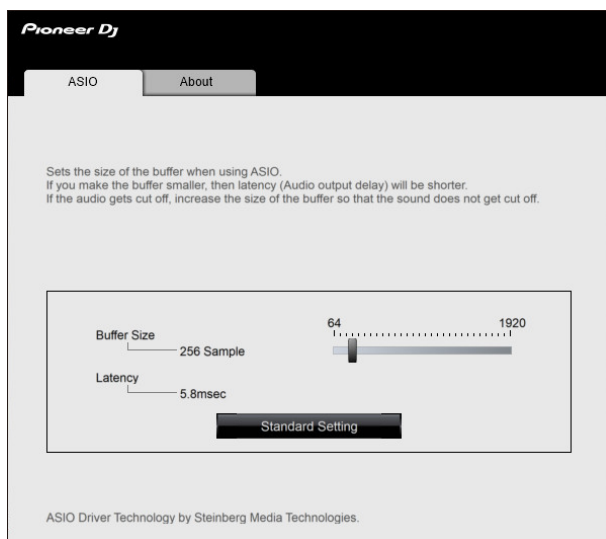 Pioneer Dj
ASIO
About
Sets the size of the buffer when using ASIO.
If you make the buffer smaller, then latency (Audio output delay) will be shorter.
If the audio gets cut off, increase the size of the buffer so that the sound does not get cut off.
64
1920
Buffer Size
256 Sample
Latency
5.8msec
Standard Setting
ASIO Driver Technology by Steinberg Media Technologies.